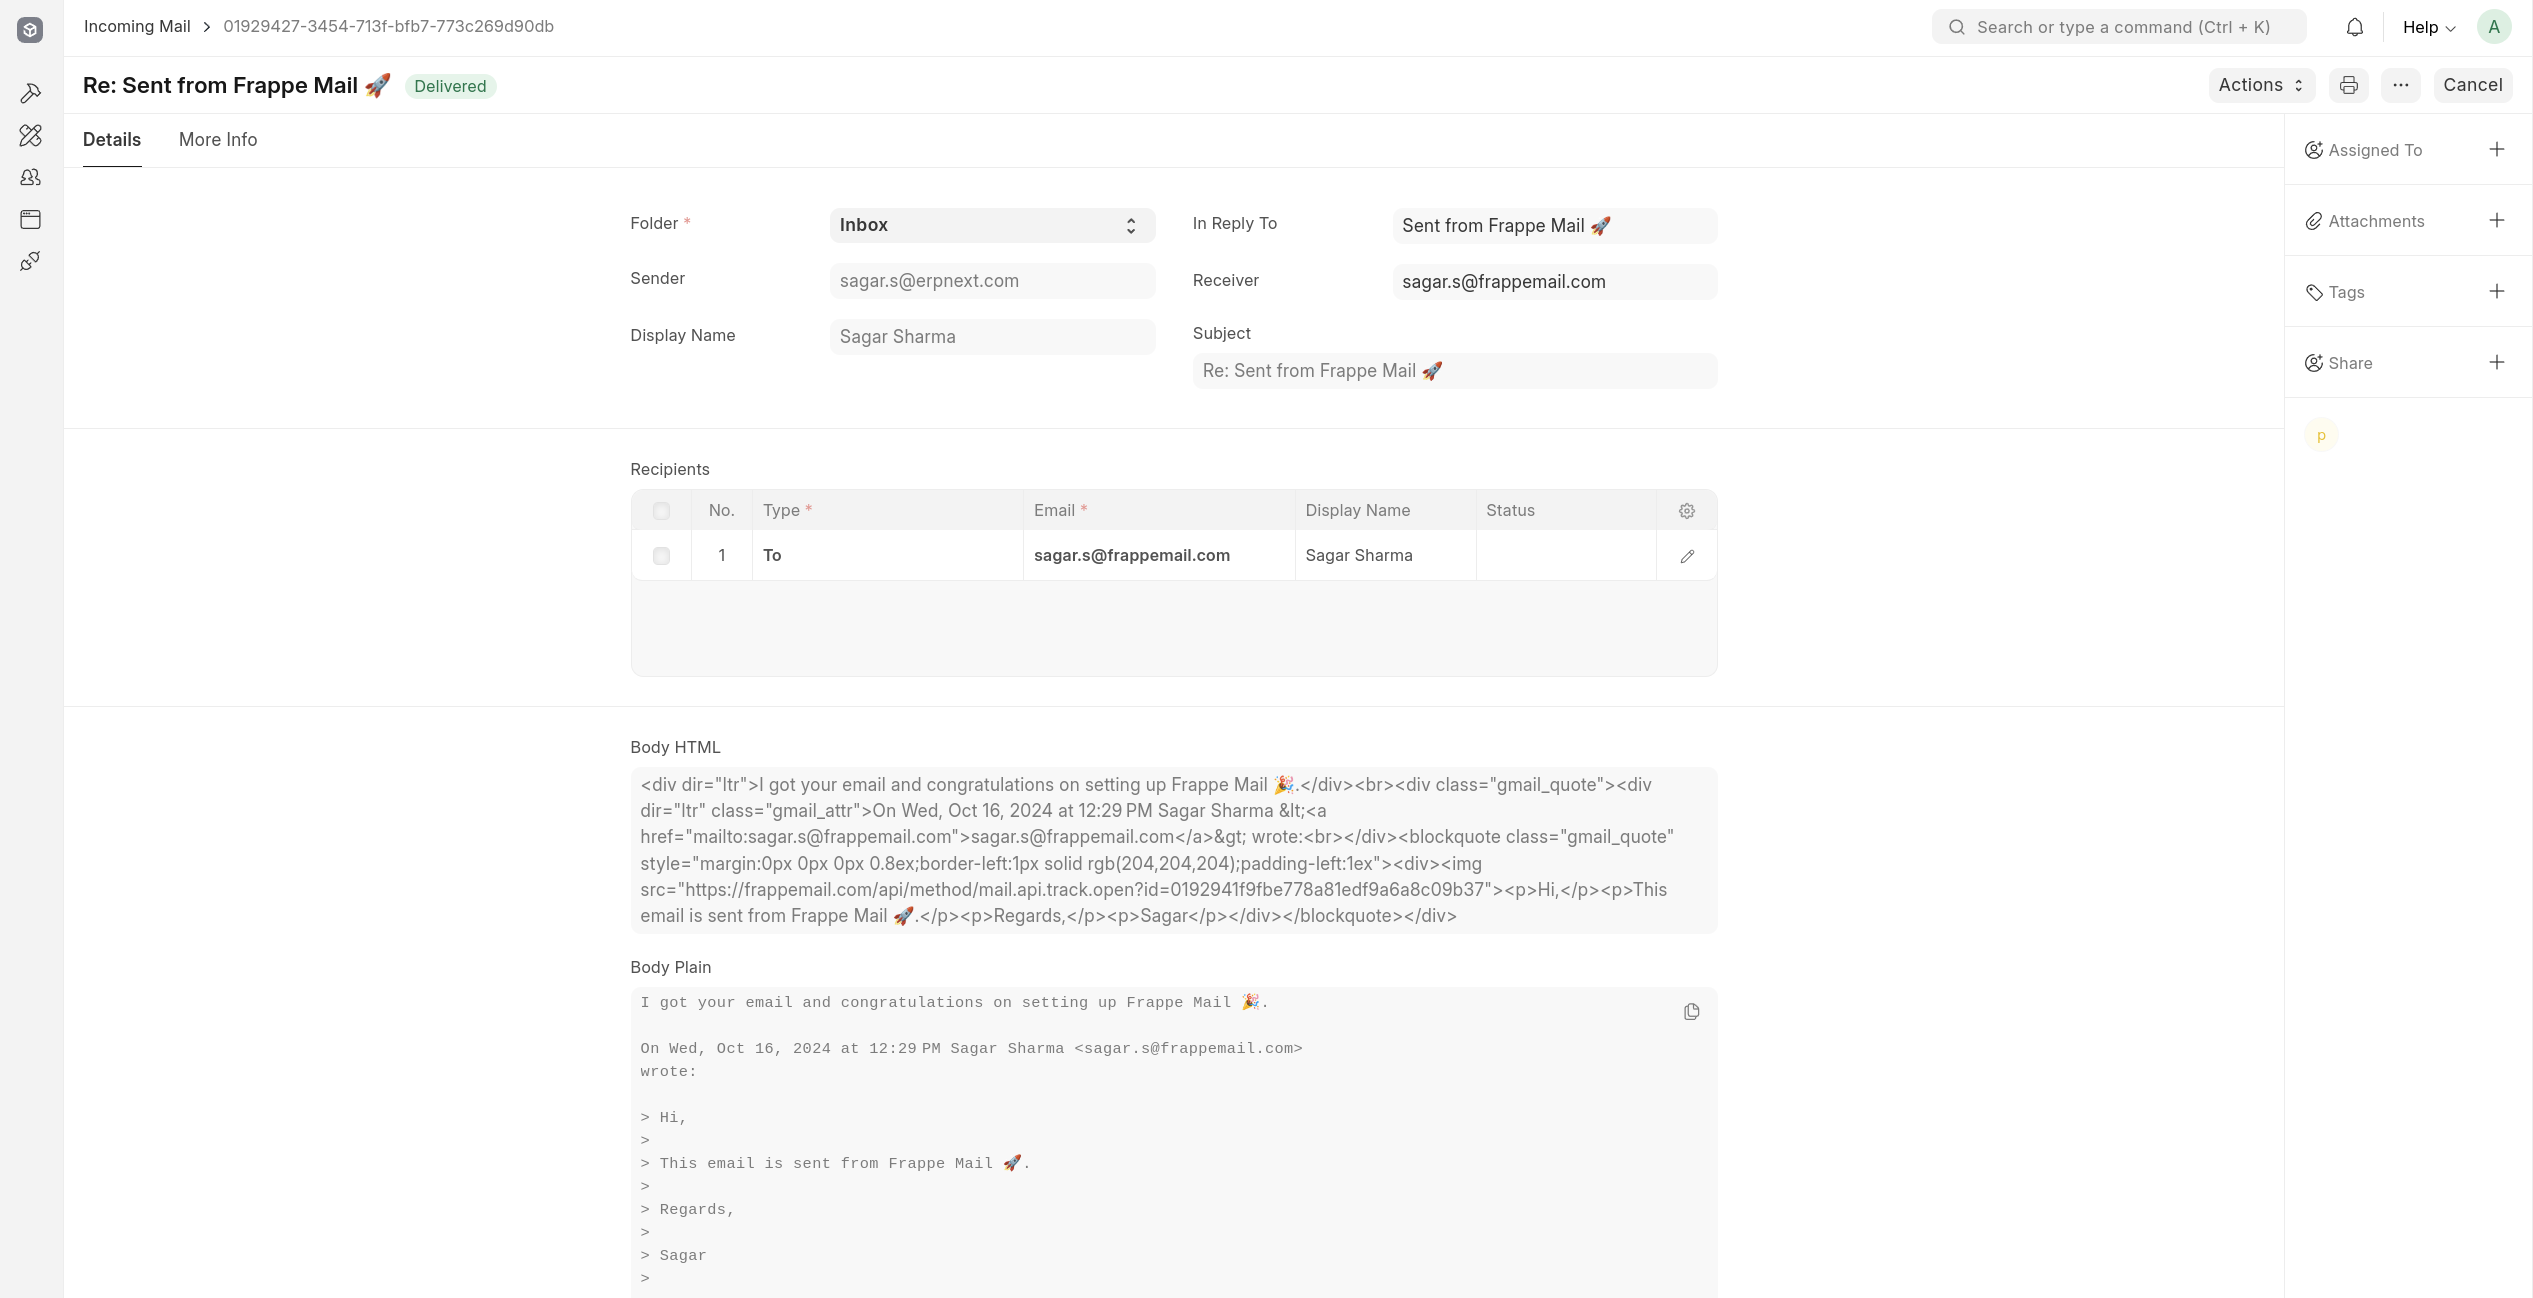 Incoming Mail > 01929427-3454-713f-bfb7-773c269d90db
Search or type a command (Ctrl + K)
Help
A
Re: Sent from Frappe Mail 🚀 Delivered
Actions
Cancel
Details
More Info
Folder *
Inbox
Sender
sagar.s@erpnext.com
Display Name
Sagar Sharma
In Reply To
Sent from Frappe Mail 🚀
Receiver
sagar.s@frappemail.com
Subject
Re: Sent from Frappe Mail 🚀
Assigned To
Attachments
Tags
Share
p
Recipients
No. Type * Email * Display Name Status
1 To sagar.s@frappemail.com Sagar Sharma
Body HTML
<div dir="ltr">I got your email and congratulations on setting up Frappe Mail 🎉.</div><br><div class="gmail_quote"><div
dir="ltr" class="gmail_attr">On Wed, Oct 16, 2024 at 12:29 PM Sagar Sharma &lt;<a
href="mailto:sagar.s@frappemail.com">sagar.s@frappemail.com</a>&gt; wrote:<br></div><blockquote class="gmail_quote"
style="margin:0px 0px 0px 0.8ex;border-left:1px solid rgb(204,204,204);padding-left:1ex"><div><img
src="https://frappemail.com/api/method/mail.api.track.open?id=0192941f9fbe778a81edf9a6a8c09b37"><p>Hi,</p><p>This
email is sent from Frappe Mail 🚀.</p><p>Regards,</p><p>Sagar</p></div></blockquote></div>
Body Plain
I got your email and congratulations on setting up Frappe Mail 🎉.
On Wed, Oct 16, 2024 at 12:29 PM Sagar Sharma <sagar.s@frappemail.com>
wrote:
> Hi,
>
> This email is sent from Frappe Mail 🚀.
>
> Regards,
>
> Sagar
>